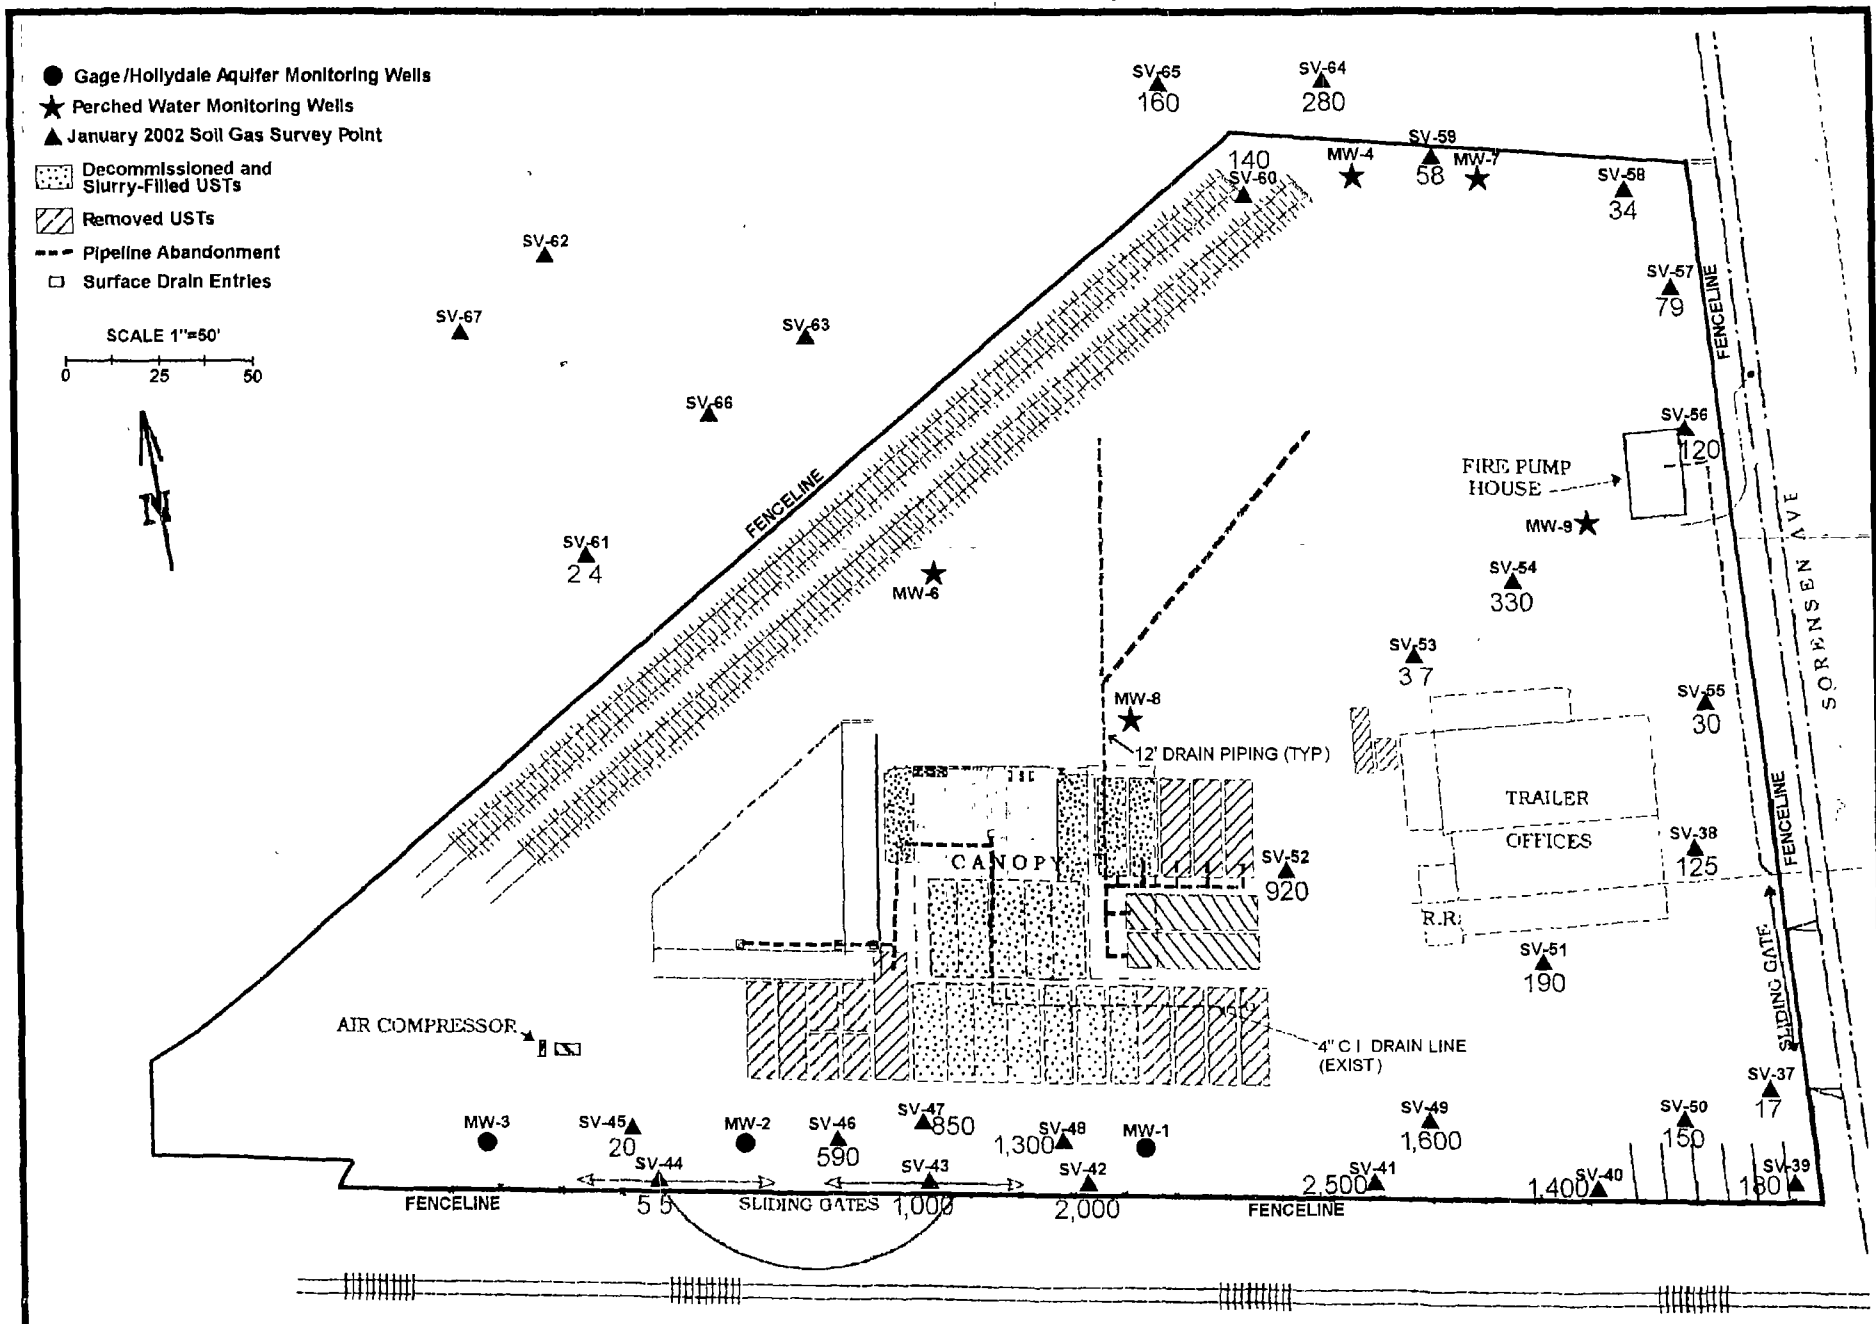 Gage/Hollydale Aquifer Monitoring Wells
Perched Water Monitoring Wells
January 2002 Soil Gas Survey Point
Decommissioned and
Slurry-Filled USTs
Removed USTs
Pipeline Abandonment
Surface Drain Entries
SCALE 1"=50'
0 25 50
N
SV-65
160
SV-64
280
SV-59
58
MW-4
MW-7
140
SV-60
SV-58
34
SV-62
SV-57
79
FENCELINE
SV-67
SV-63
SV-66
SV-56
120
FIRE PUMP
HOUSE
MW-9
FENCELINE
SORENSEN AVE
SV-61
2 4
MW-6
SV-54
330
SV-53
3 7
SV-55
30
MW-8
12' DRAIN PIPING (TYP)
TRAILER
OFFICES
FENCELINE
SV-38
125
CANOPY
SV-52
920
R.R.
SV-51
190
SLIDING GATE
AIR COMPRESSOR
4" C I DRAIN LINE
(EXIST)
SV-37
17
MW-3
SV-45
20
MW-2
SV-46
590
SV-47
850
SV-48
1,300
MW-1
SV-49
1,600
SV-50
150
SV-44
5 5
SV-43
1,000
SV-42
2,000
SV-41
2,500
SV-40
1,400
SV-39
180
FENCELINE
SLIDING GATES
FENCELINE